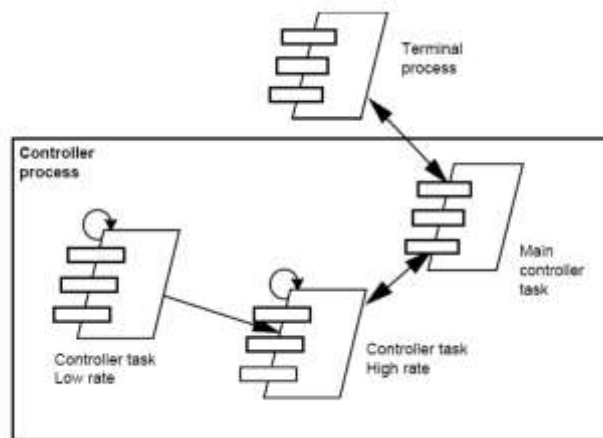 Terminal
process
Controller
process
Main
controller
task
Controller task
Low rate
Controller task
High rate